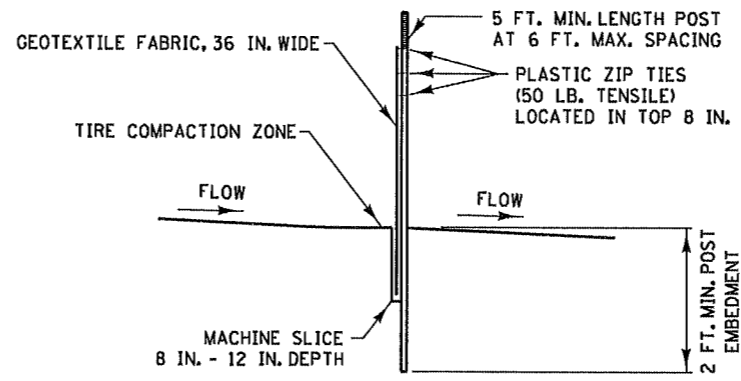 5 FT. MIN. LENGTH POST
AT 6 FT. MAX. SPACING
GEOTEXTILE FABRIC, 36 IN. WIDE
PLASTIC ZIP TIES
(50 LB. TENSILE)
LOCATED IN TOP 8 IN.
TIRE COMPACTION ZONE
FLOW
FLOW
MACHINE SLICE
8 IN. - 12 IN. DEPTH
2 FT. MIN. POST
EMBEDMENT